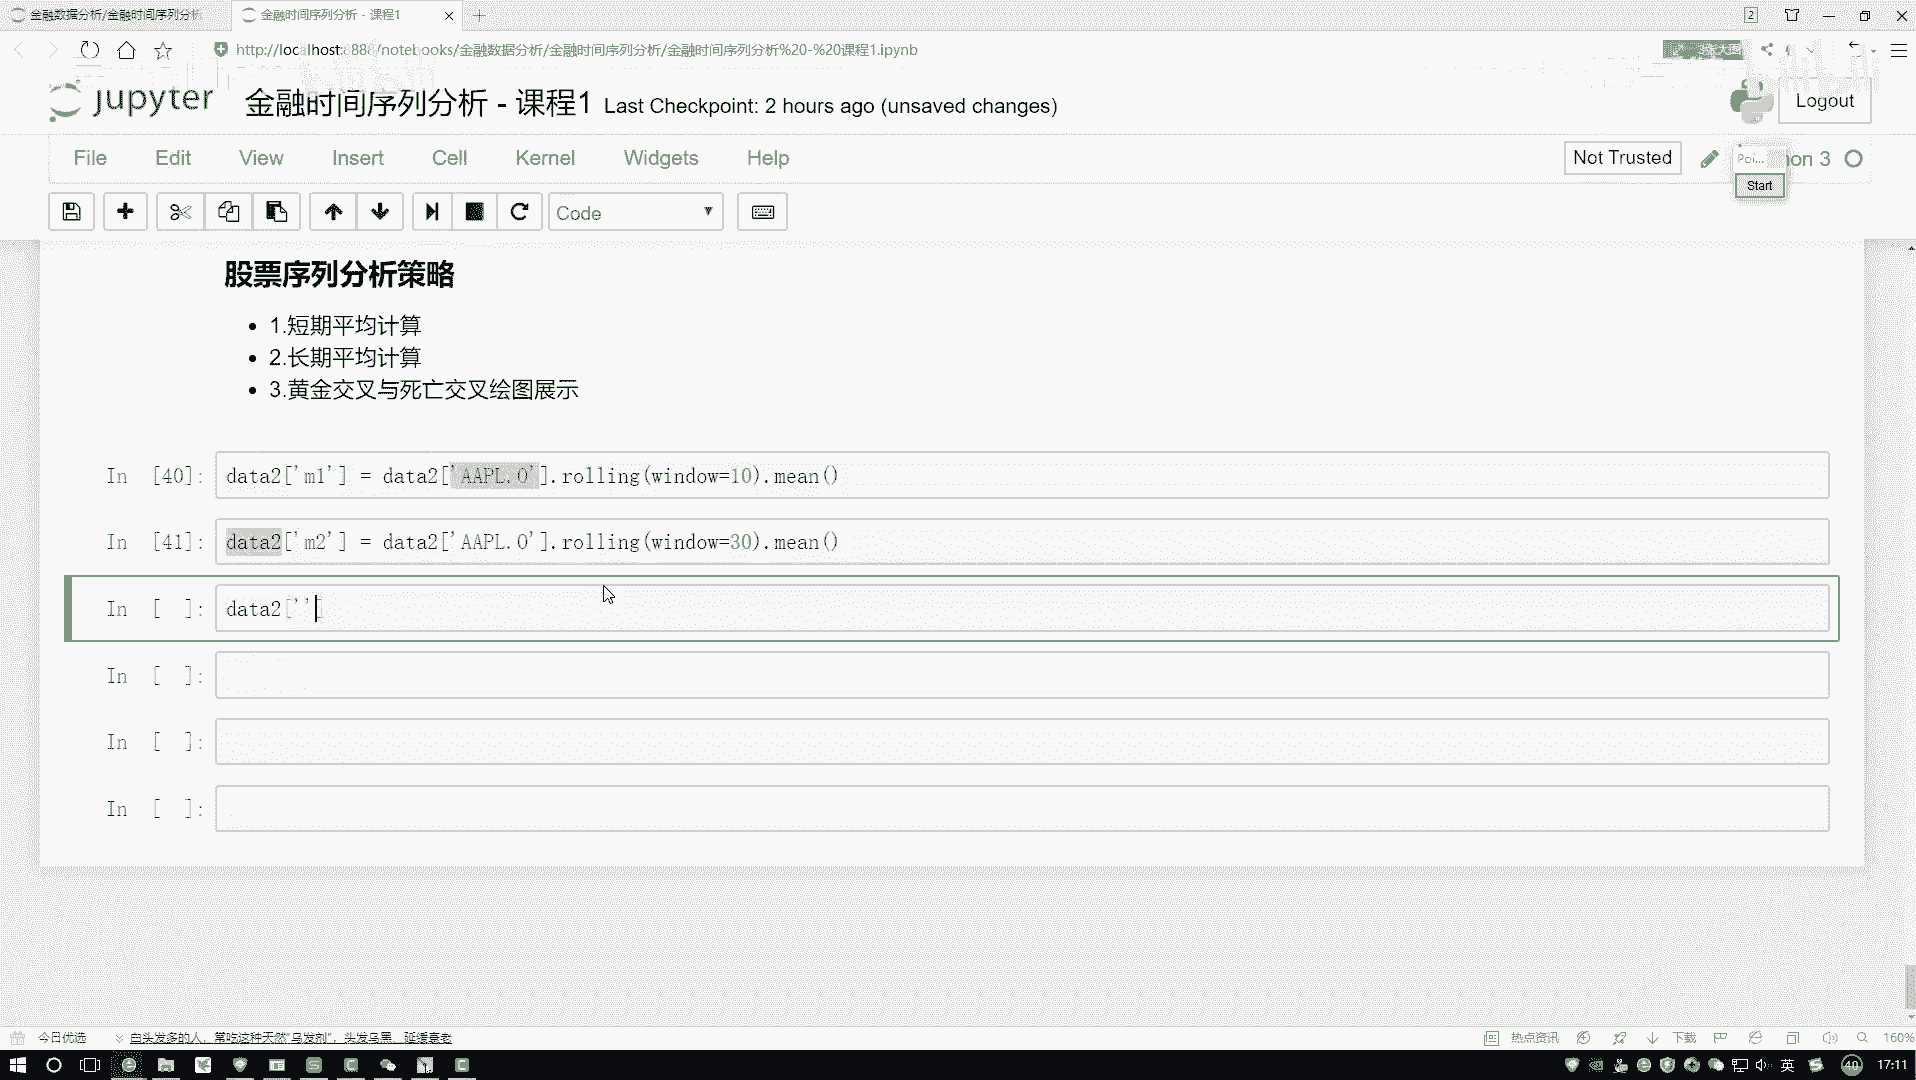 金融数据分析/金融时间序列分析
金融时间序列分析 - 课程1
2
http://localhost:888/notebooks/金融数据分析/金融时间序列分析/金融时间序列分析%20-%20课程1.ipynb
jupyter
金融时间序列分析 - 课程1 Last Checkpoint: 2 hours ago (unsaved changes)
Logout
File Edit View Insert Cell Kernel Widgets Help
Not Trusted
Poi...
on 3
Start
Code
股票序列分析策略
1.短期平均计算
2.长期平均计算
3.黄金交叉与死亡交叉绘图展示
In [40]: data2['m1'] = data2['AAPL.O'].rolling(window=10).mean()
In [41]: data2['m2'] = data2['AAPL.O'].rolling(window=30).mean()
In [ ]: data2['']
In [ ]:
In [ ]:
In [ ]:
今日优选
白头发多的人，常吃这种天然"乌发剂"，头发乌黑、延缓衰老
热点资讯
下载
160%
英
40
17:11